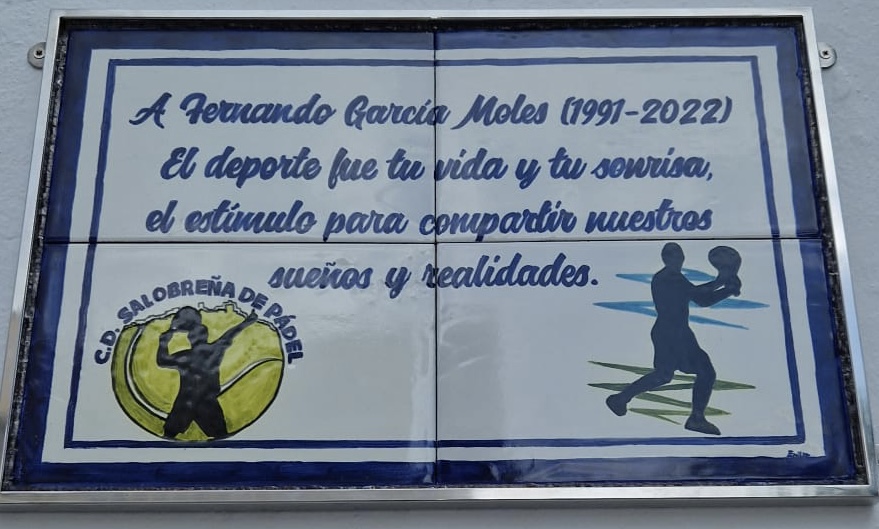 A Fernando García Moles (1991-2022)
El deporte fue tu vida y tu sonrisa,
el estímulo para compartir nuestros
sueños y realidades.
C.D. SALOBREÑA DE PÁDEL